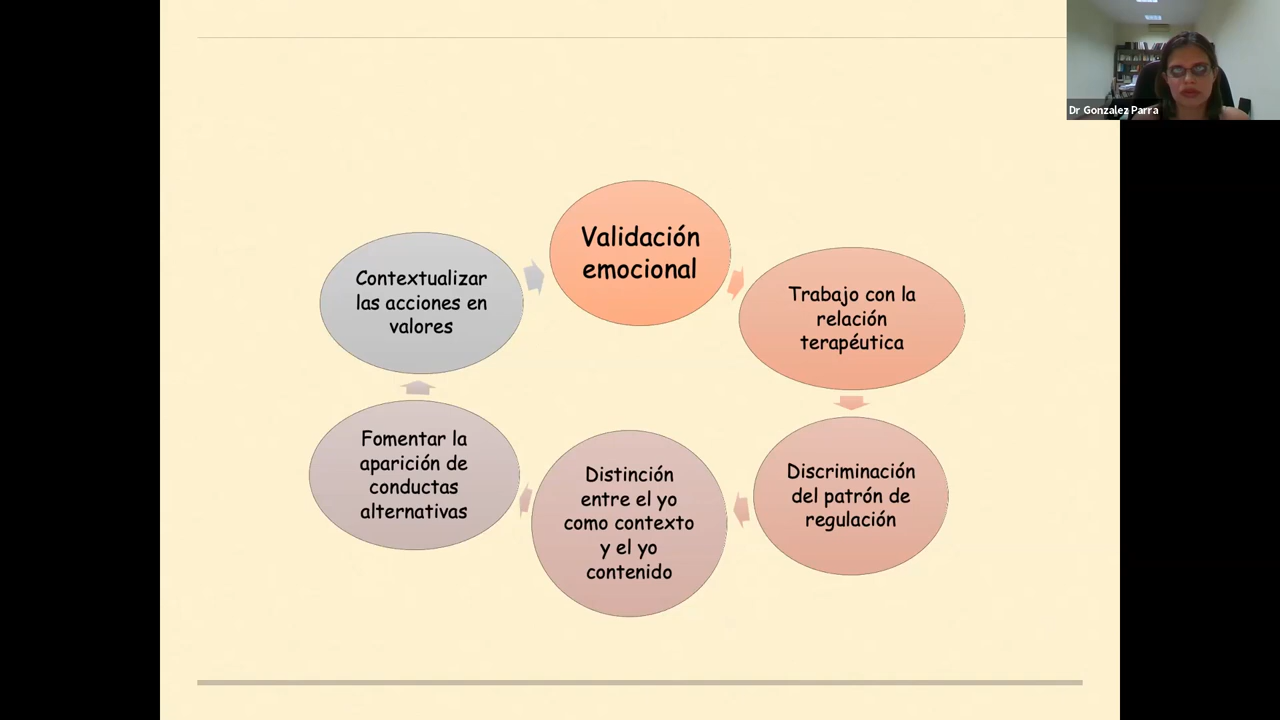 Dr Gonzalez Parra
Validación
emocional
Trabajo con la
relación
terapéutica
Discriminación
del patrón de
regulación
Distinción
entre el yo
como contexto
y el yo
contenido
Fomentar la
aparición de
conductas
alternativas
Contextualizar
las acciones en
valores